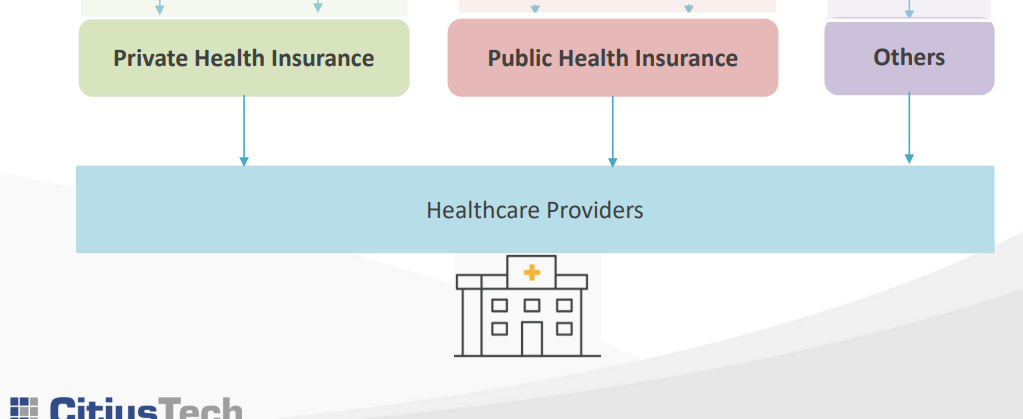 Private Health Insurance
Public Health Insurance
Others
Healthcare Providers
CitiusTech